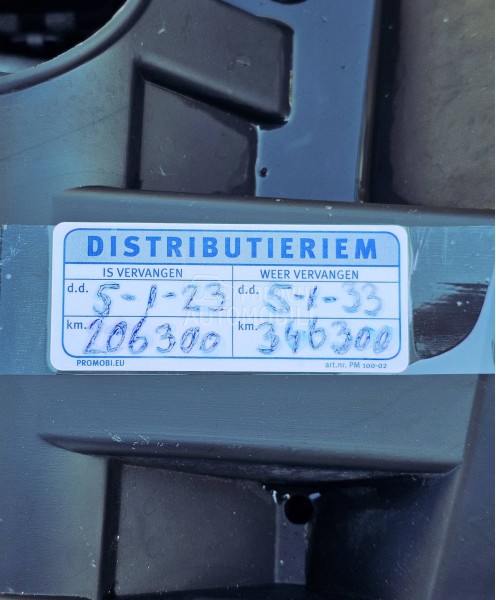 DISTRIBUTIERIEM
IS VERVANGEN WEER VERVANGEN
d.d. 5-1-23 d.d. 5-1-33
km. 206300 km. 346300
PROMOBI.EU art.nr. PM 100-02